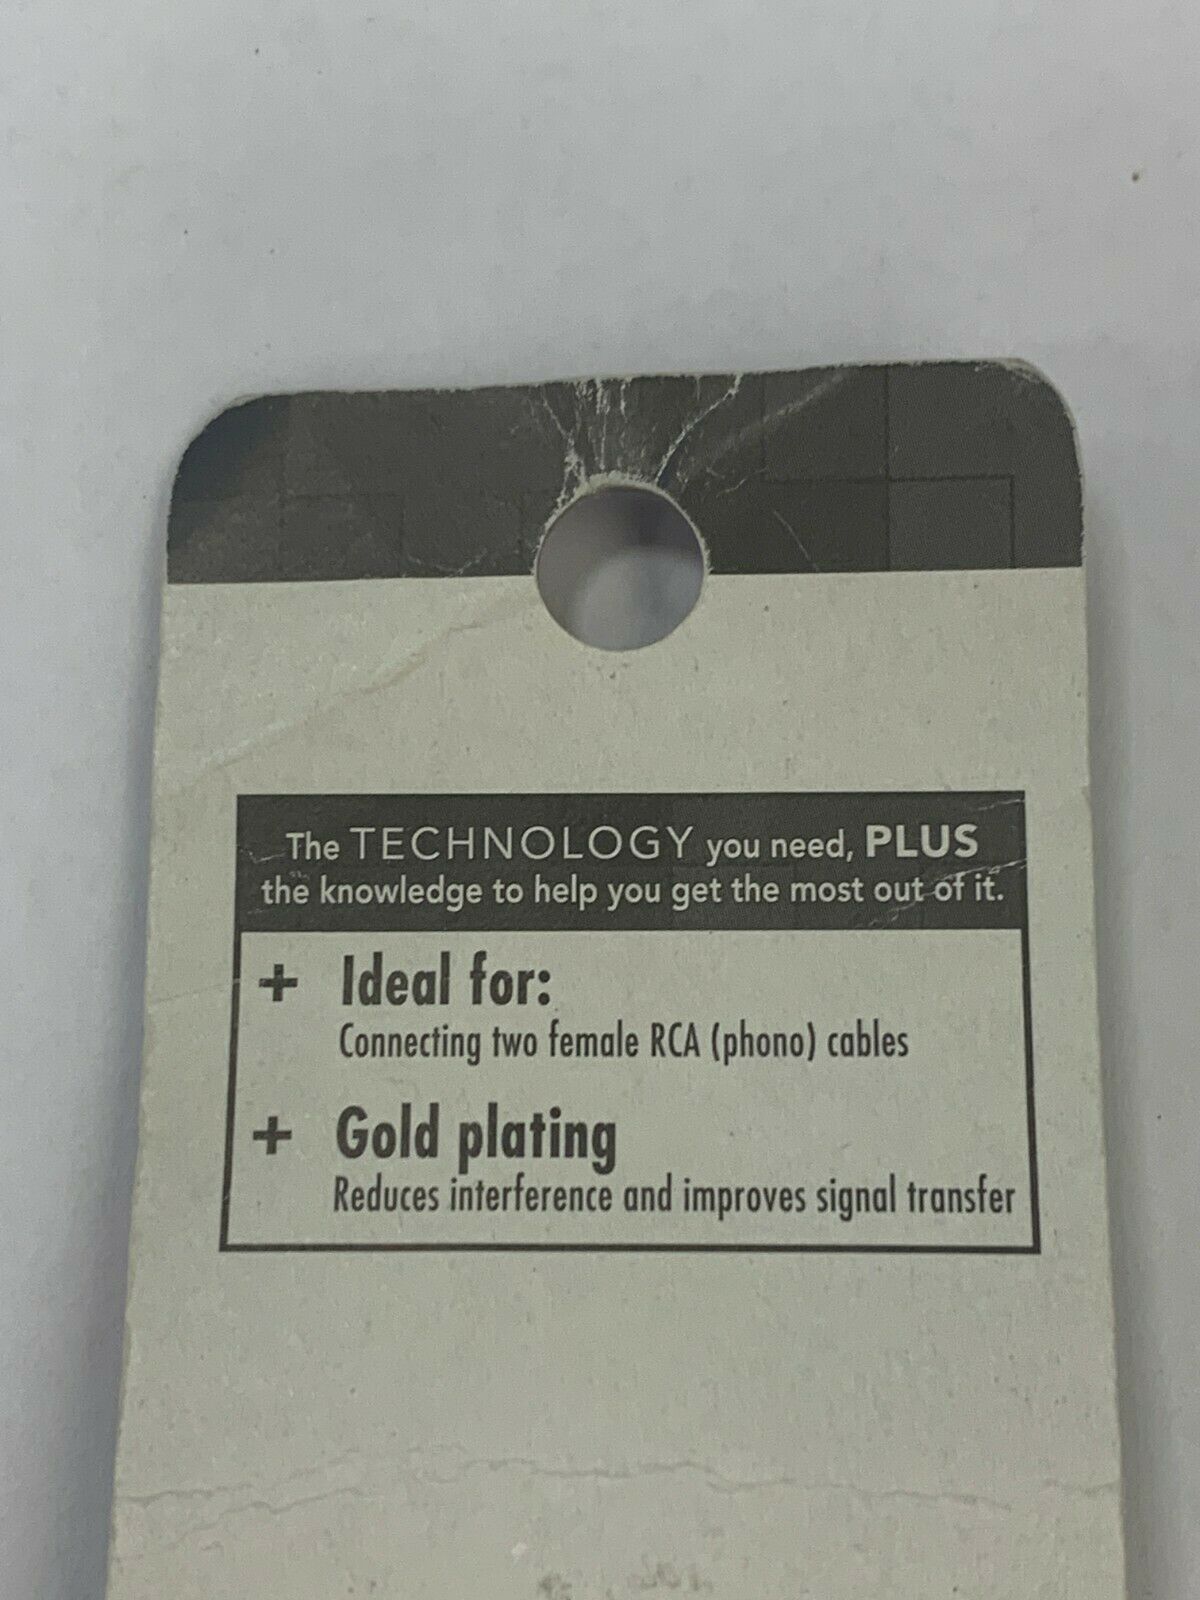 The TECHNOLOGY you need, PLUS
the knowledge to help you get the most out of it.
+ Ideal for:
Connecting two female RCA (phono) cables
+ Gold plating
Reduces interference and improves signal transfer